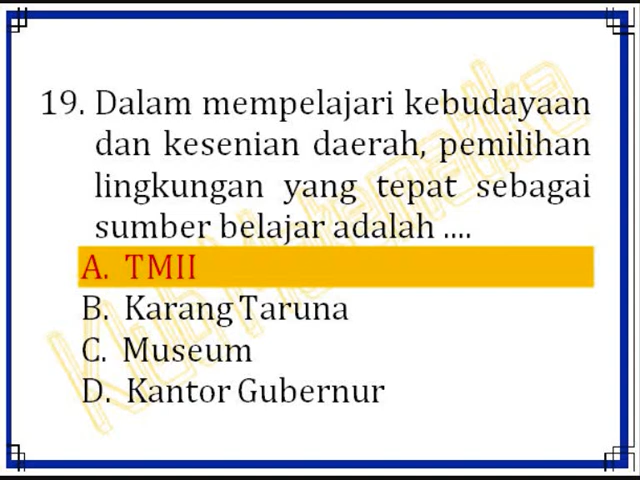 19. Dalam mempelajari kebudayaan
dan kesenian daerah, pemilihan
lingkungan yang tepat sebagai
sumber belajar adalah ....
A. TMII
B. Karang Taruna
C. Museum
D. Kantor Gubernur